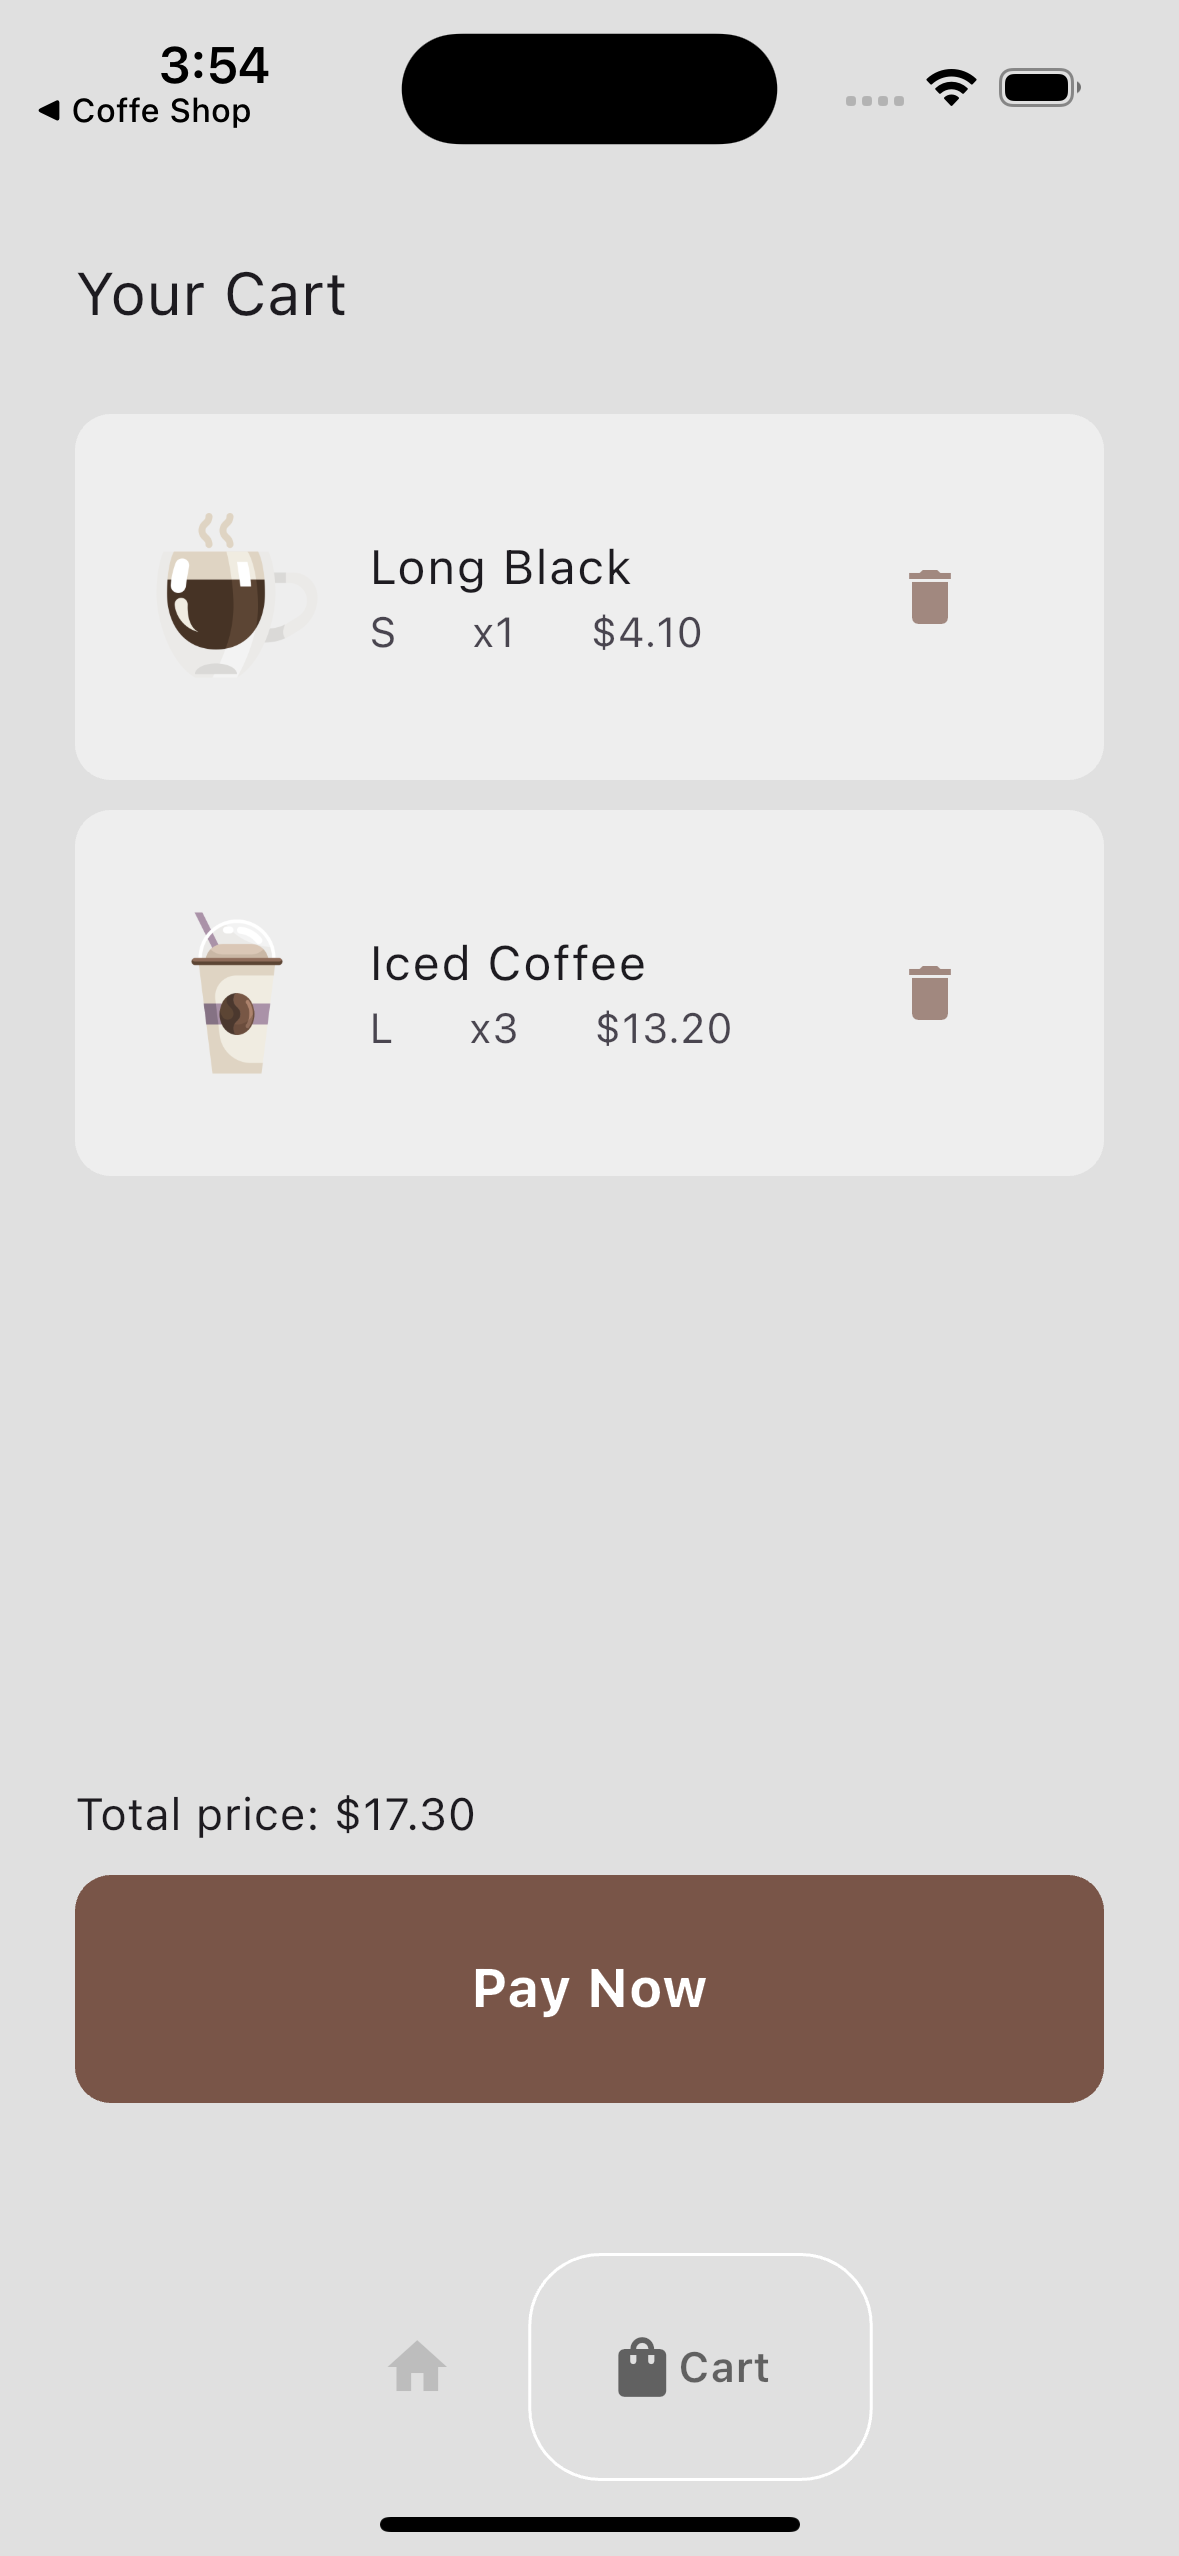 3:54
Coffe Shop
Your Cart
Long Black
S x1 $4.10
Iced Coffee
L x3 $13.20
Total price: $17.30
Pay Now
Cart